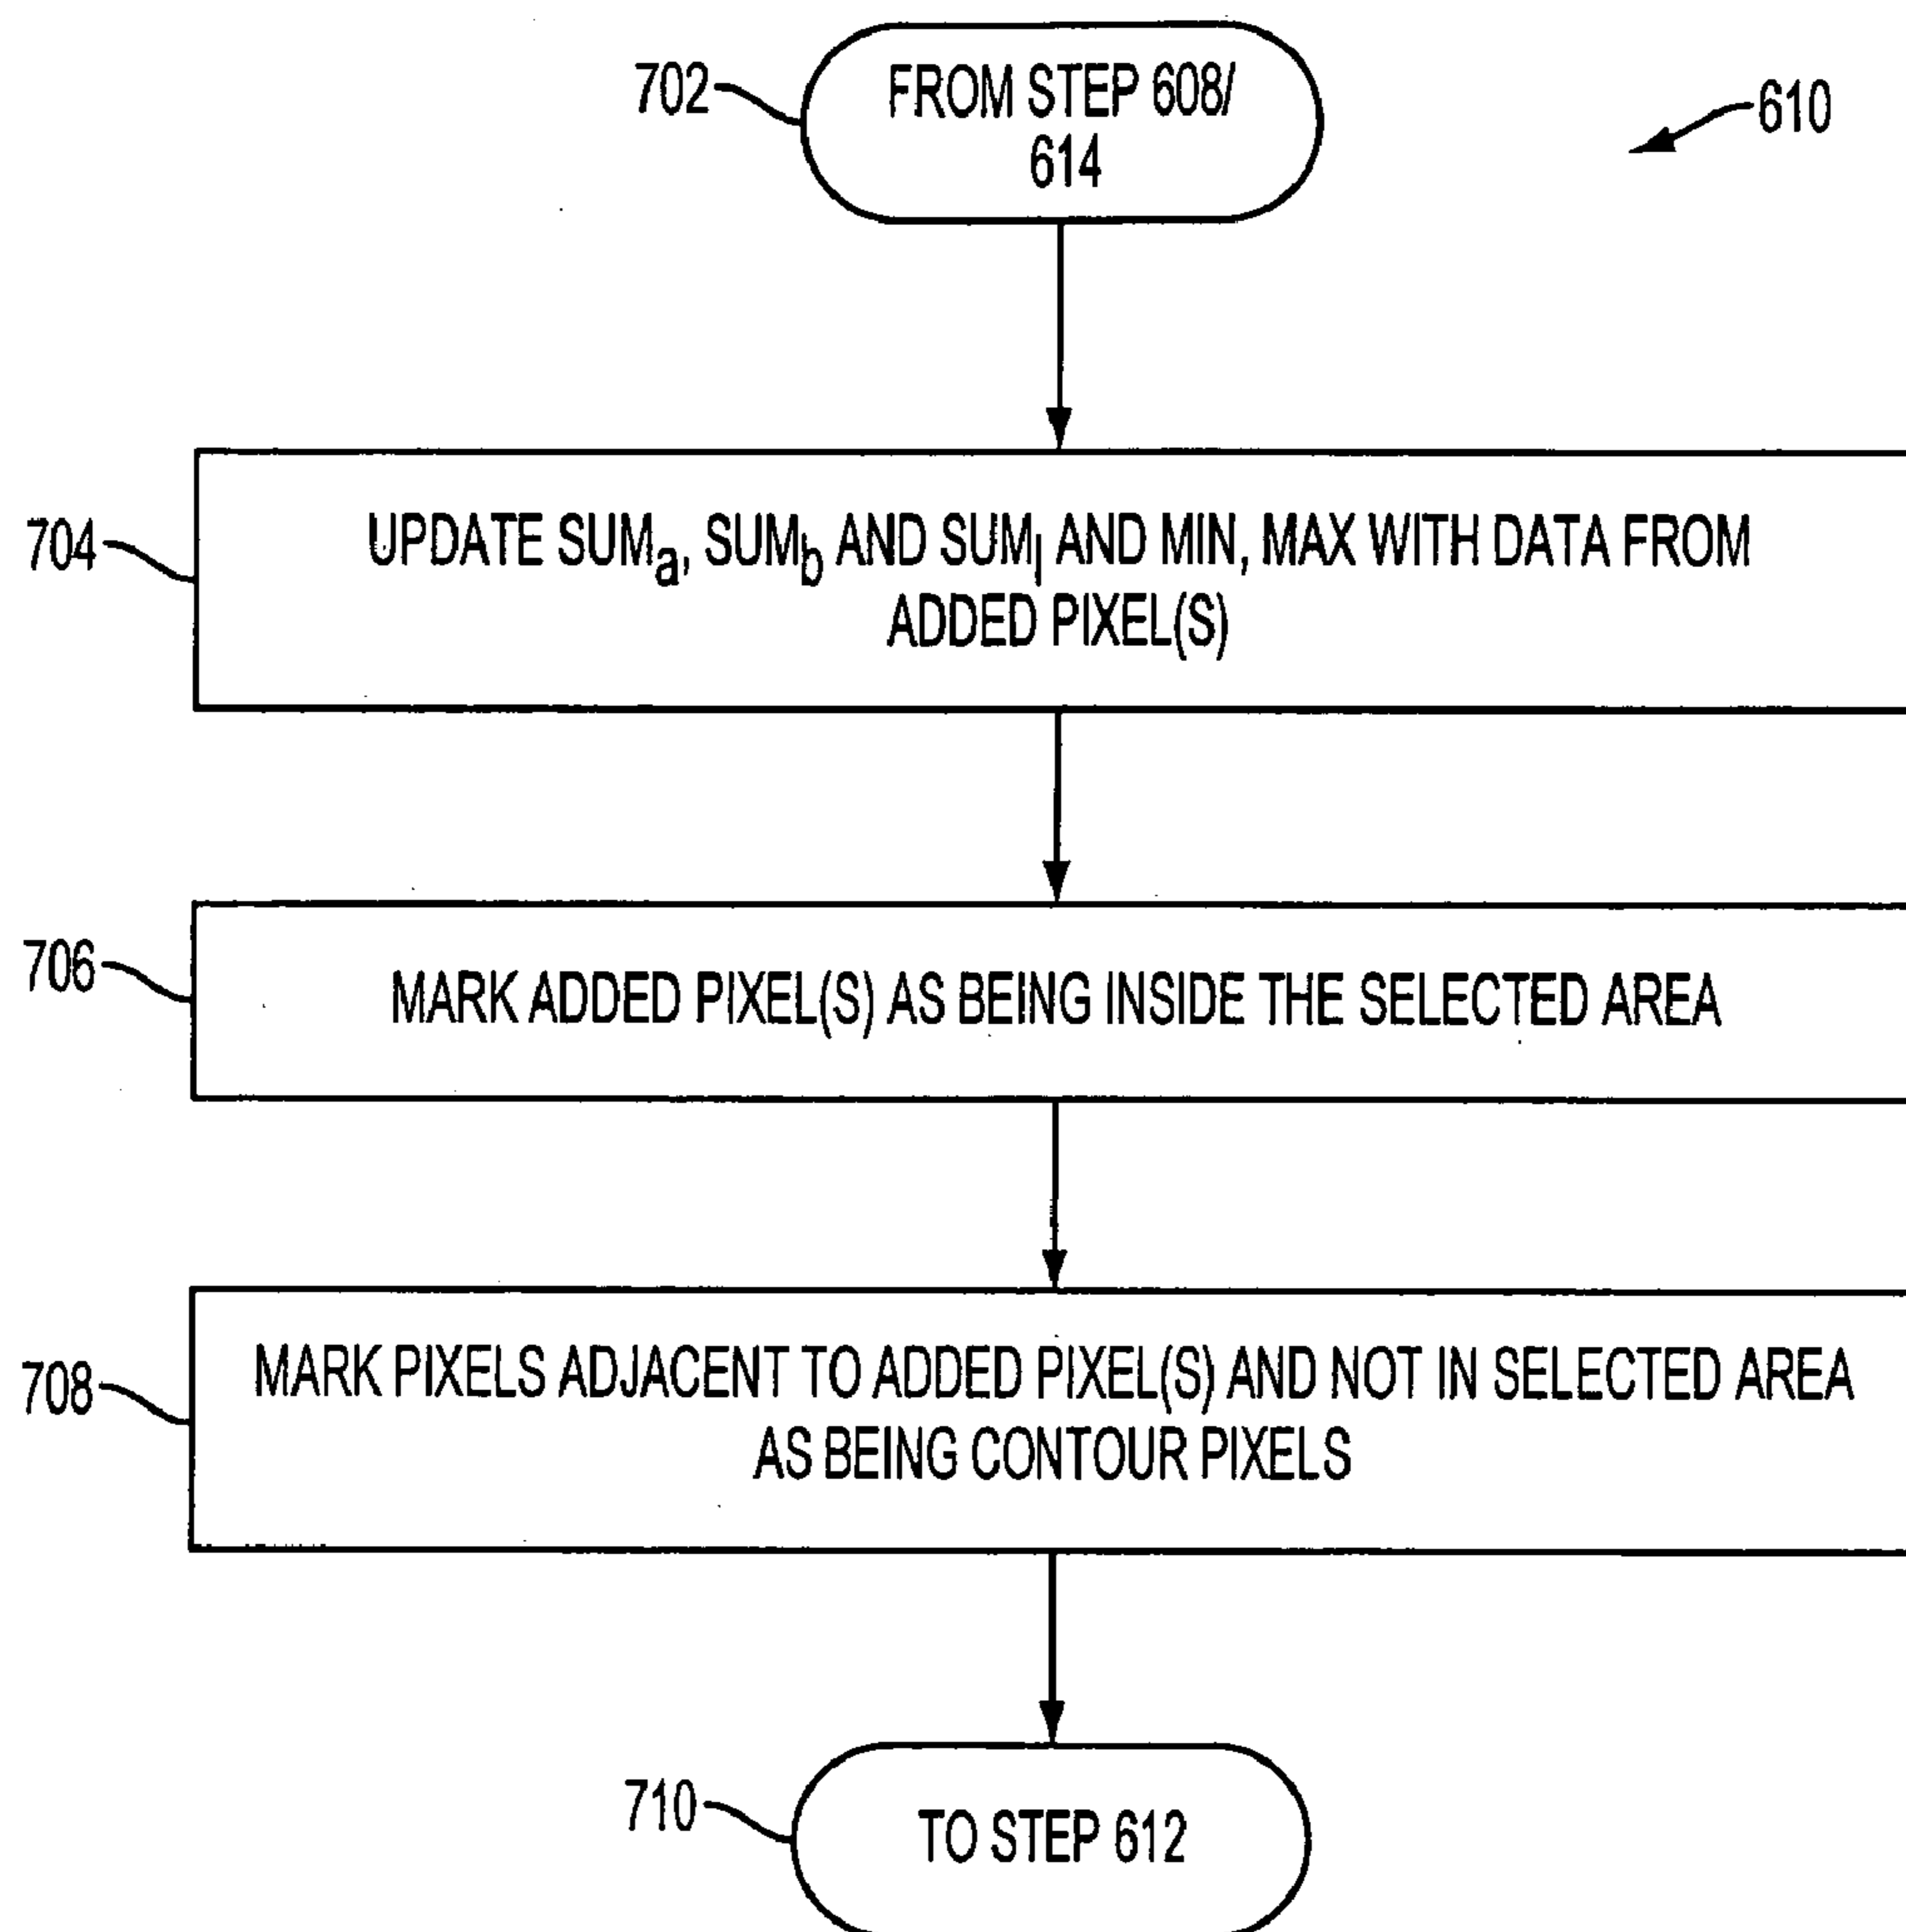 702
FROM STEP 608/
614
610
704
UPDATE SUMa, SUMb AND SUMl AND MIN, MAX WITH DATA FROM
ADDED PIXEL(S)
706
MARK ADDED PIXEL(S) AS BEING INSIDE THE SELECTED AREA
708
MARK PIXELS ADJACENT TO ADDED PIXEL(S) AND NOT IN SELECTED AREA
AS BEING CONTOUR PIXELS
710
TO STEP 612